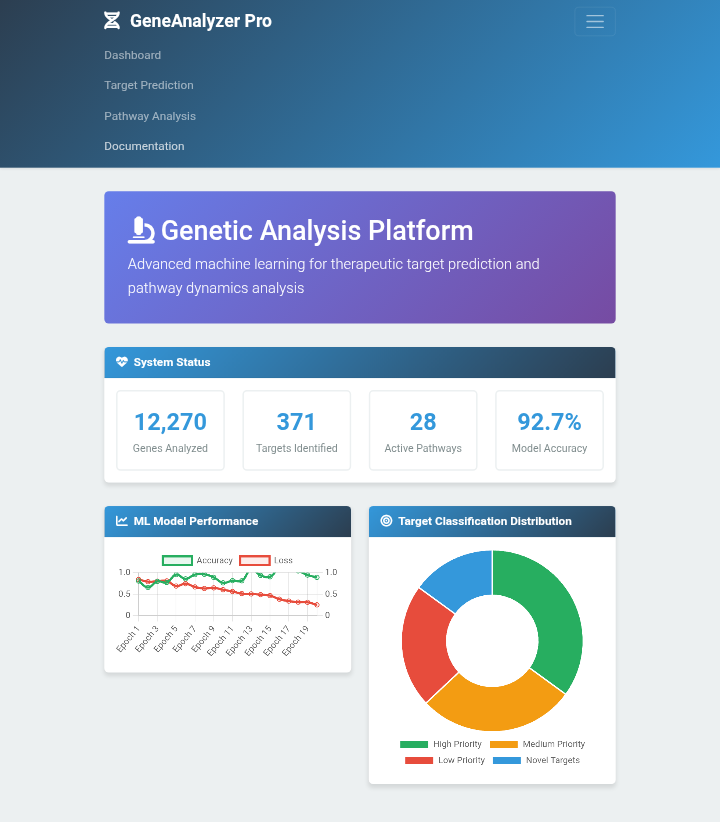 GeneAnalyzer Pro
Dashboard
Target Prediction
Pathway Analysis
Documentation
Genetic Analysis Platform
Advanced machine learning for therapeutic target prediction and
pathway dynamics analysis
System Status
12,270
Genes Analyzed
371
Targets Identified
28
Active Pathways
92.7%
Model Accuracy
ML Model Performance
Accuracy Loss
1.0 1.0
0.5 0.5
0 0
Epoch 1 Epoch 3 Epoch 5 Epoch 7 Epoch 9 Epoch 11 Epoch 13 Epoch 15 Epoch 17 Epoch 19
Target Classification Distribution
High Priority Medium Priority
Low Priority Novel Targets